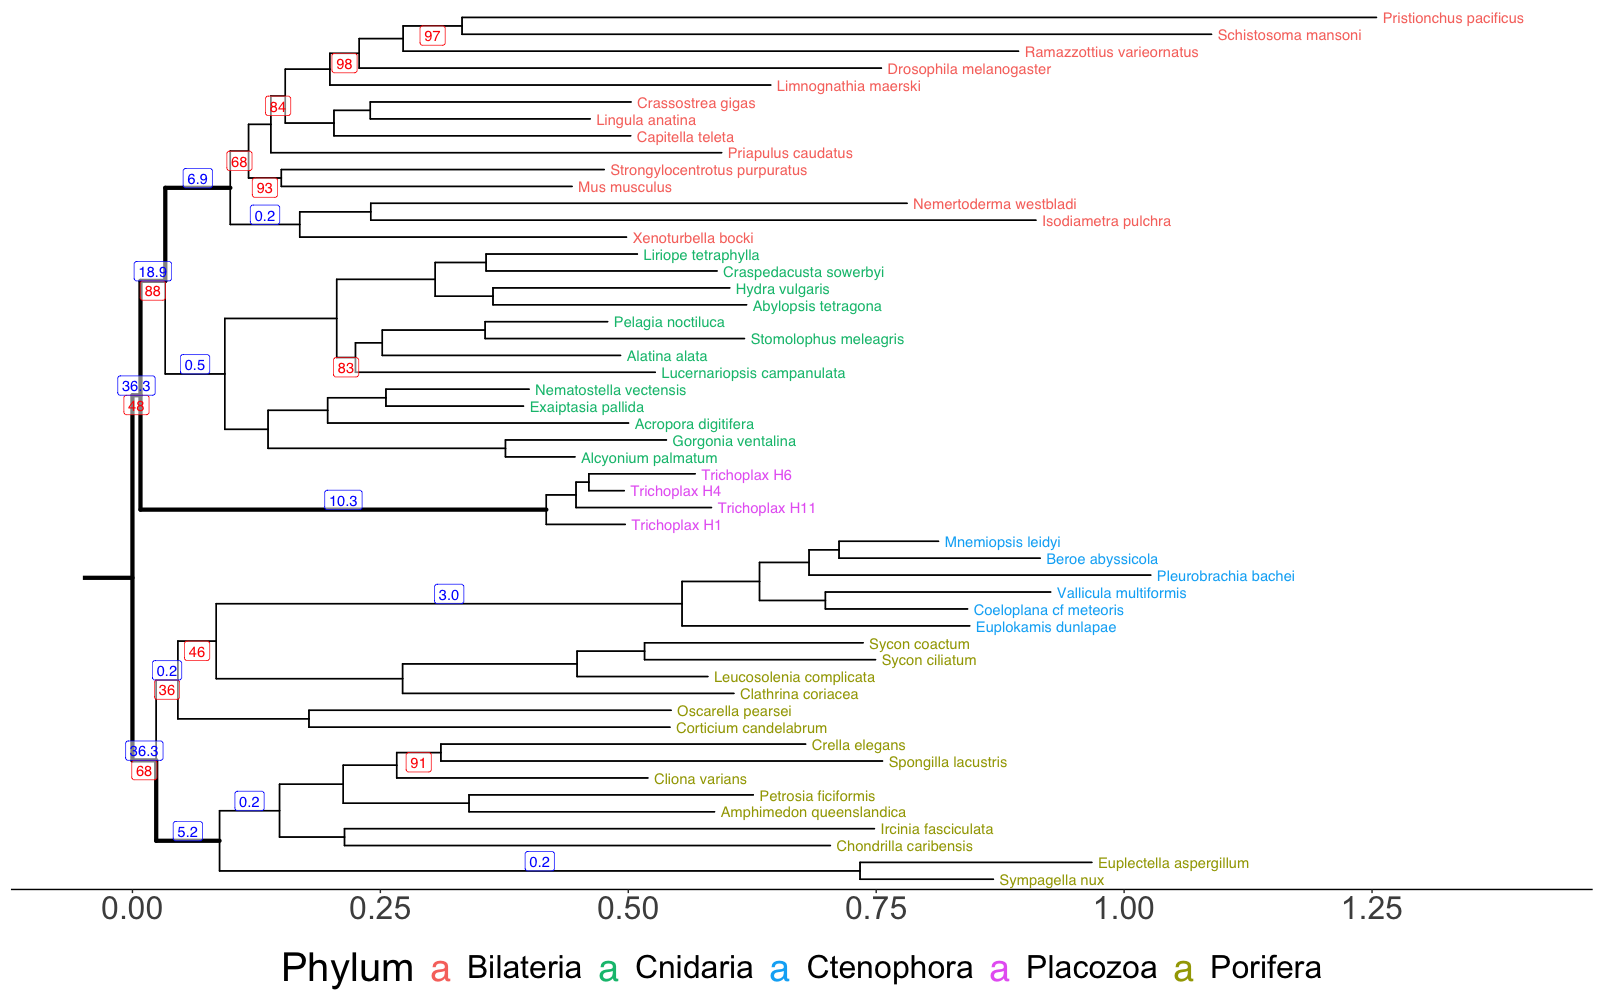 Pristionchus pacificus
97
Schistosoma mansoni
Ramazzottius varieornatus
98
Drosophila melanogaster
Limnognathia maerski
84
Crassostrea gigas
Lingula anatina
Capitella teleta
Priapulus caudatus
68
Strongylocentrotus purpuratus
6.9
93
Mus musculus
Nemertoderma westbladi
0.2
Isodiametra pulchra
Xenoturbella bocki
Liriope tetraphylla
18.9
Craspedacusta sowerbyi
88
Hydra vulgaris
Abylopsis tetragona
Pelagia noctiluca
Stomolophus meleagris
Alatina alata
0.5
83
Lucernariopsis campanulata
36.3
Nematostella vectensis
48
Exaiptasia pallida
Acropora digitifera
Gorgonia ventalina
Alcyonium palmatum
Trichoplax H6
Trichoplax H4
10.3
Trichoplax H11
Trichoplax H1
Mnemiopsis leidyi
Beroe abyssicola
Pleurobrachia bachei
3.0
Vallicula multiformis
Coeloplana cf meteoris
Euplokamis dunlapae
Sycon coactum
46
Sycon ciliatum
0.2
Leucosolenia complicata
36
Clathrina coriacea
Oscarella pearsei
Corticium candelabrum
36.3
Crella elegans
91
Spongilla lacustris
68
Cliona varians
0.2
Petrosia ficiformis
Amphimedon queenslandica
5.2
Ircinia fasciculata
Chondrilla caribensis
0.2
Euplectella aspergillum
Sympagella nux
0.00 0.25 0.50 0.75 1.00 1.25
Phylum a Bilateria a Cnidaria a Ctenophora a Placozoa a Porifera